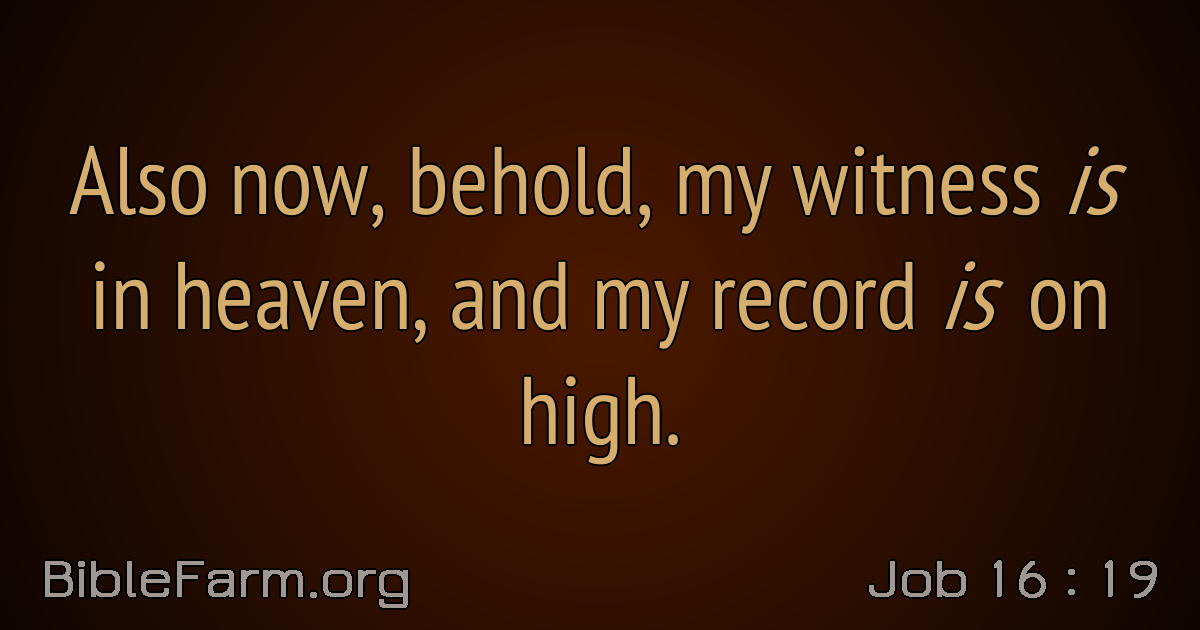 Also now, behold, my witness is
in heaven, and my record is on
high.
BibleFarm.org
Job 16 : 19